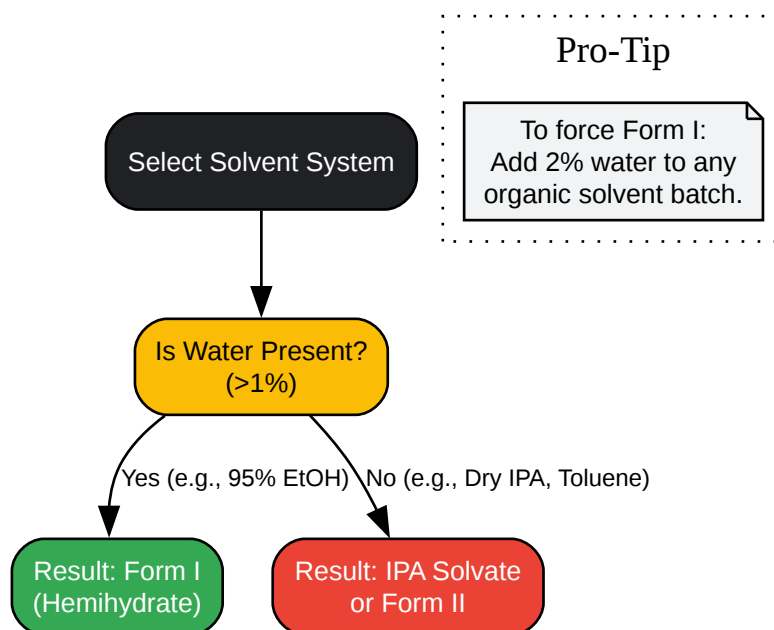 Pro-Tip
To force Form I:
Add 2% water to any
organic solvent batch.
Select Solvent System
Is Water Present?
(>1%)
Yes (e.g., 95% EtOH)
No (e.g., Dry IPA, Toluene)
Result: Form I
(Hemihydrate)
Result: IPA Solvate
or Form II